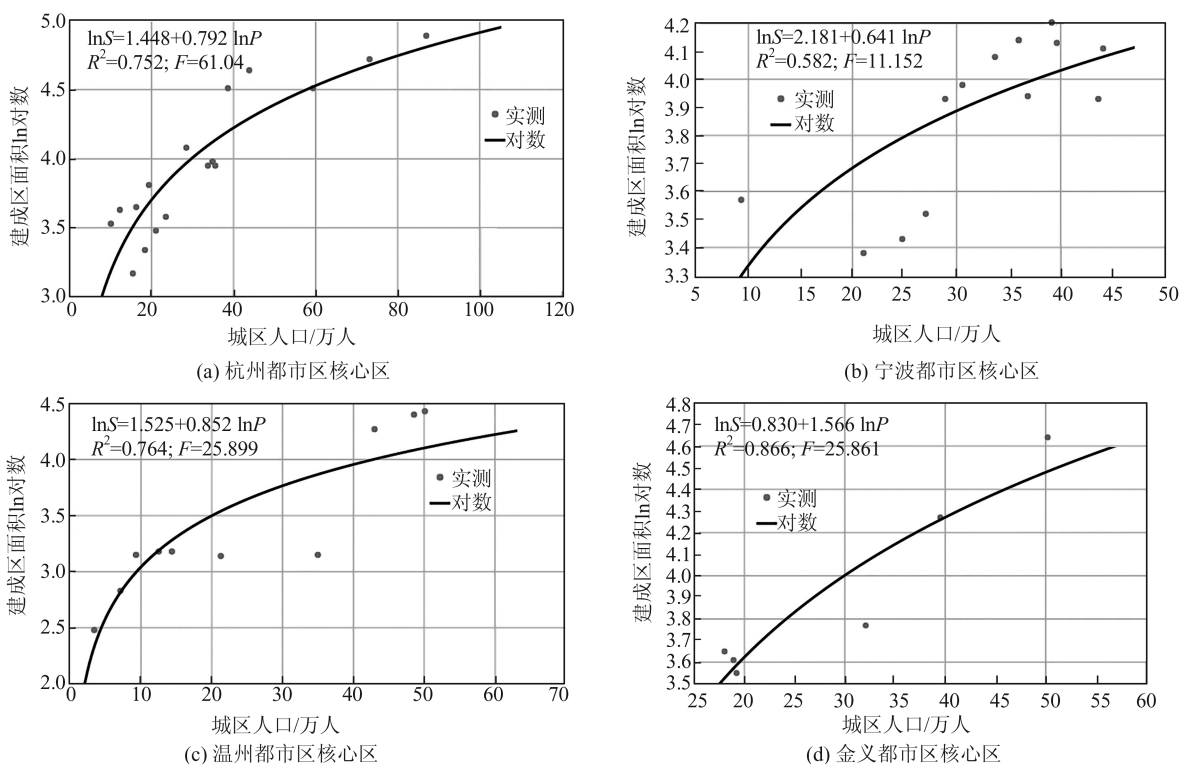 5.0
4.5
4.0
3.5
3.0
建成区面积ln对数
lnS=1.448+0.792 lnP
R²=0.752; F=61.04
实测
对数
0 20 40 60 80 100 120
城区人口/万人
(a) 杭州都市区核心区
4.2
4.1
4.0
3.9
3.8
3.7
3.6
3.5
3.4
3.3
建成区面积ln对数
lnS=2.181+0.641 lnP
R²=0.582; F=11.152
实测
对数
5 10 15 20 25 30 35 40 45 50
城区人口/万人
(b) 宁波都市区核心区
4.5
4.0
3.5
3.0
2.5
2.0
建成区面积ln对数
lnS=1.525+0.852 lnP
R²=0.764; F=25.899
实测
对数
0 10 20 30 40 50 60 70
城区人口/万人
(c) 温州都市区核心区
4.8
4.7
4.6
4.5
4.4
4.3
4.2
4.1
4.0
3.9
3.8
3.7
3.6
3.5
建成区面积ln对数
lnS=0.830+1.566 lnP
R²=0.866; F=25.861
实测
对数
25 20 25 30 35 40 45 50 55 60
城区人口/万人
(d) 金义都市区核心区